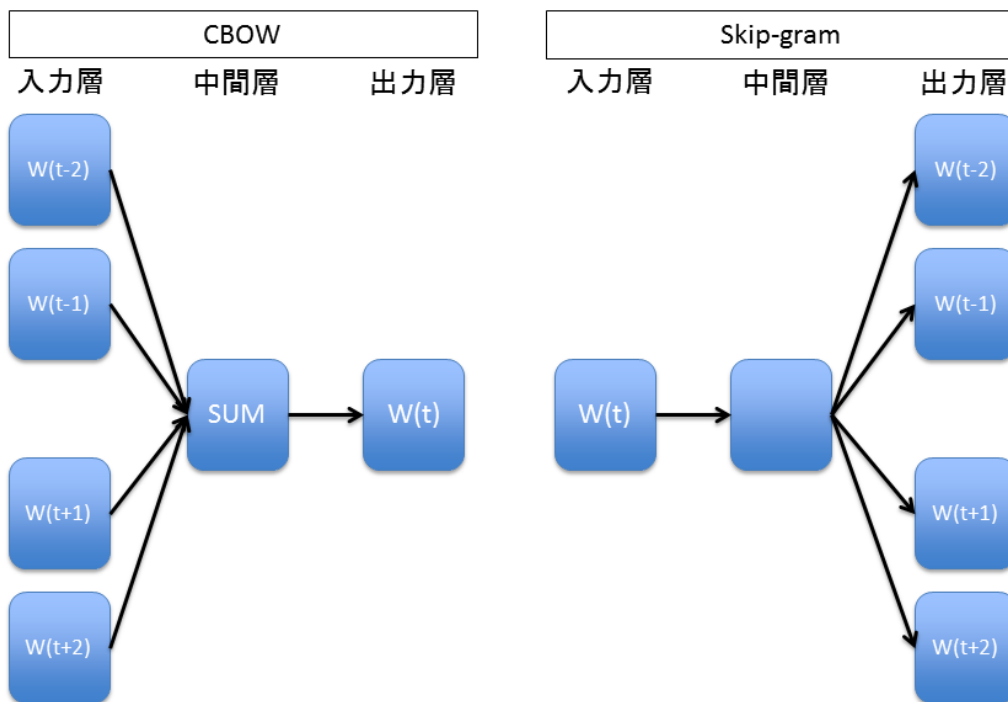 CBOW
入力層 中間層 出力層
W(t-2)
W(t-1)
SUM
W(t)
W(t+1)
W(t+2)
Skip-gram
入力層 中間層 出力層
W(t-2)
W(t-1)
W(t)
W(t+1)
W(t+2)